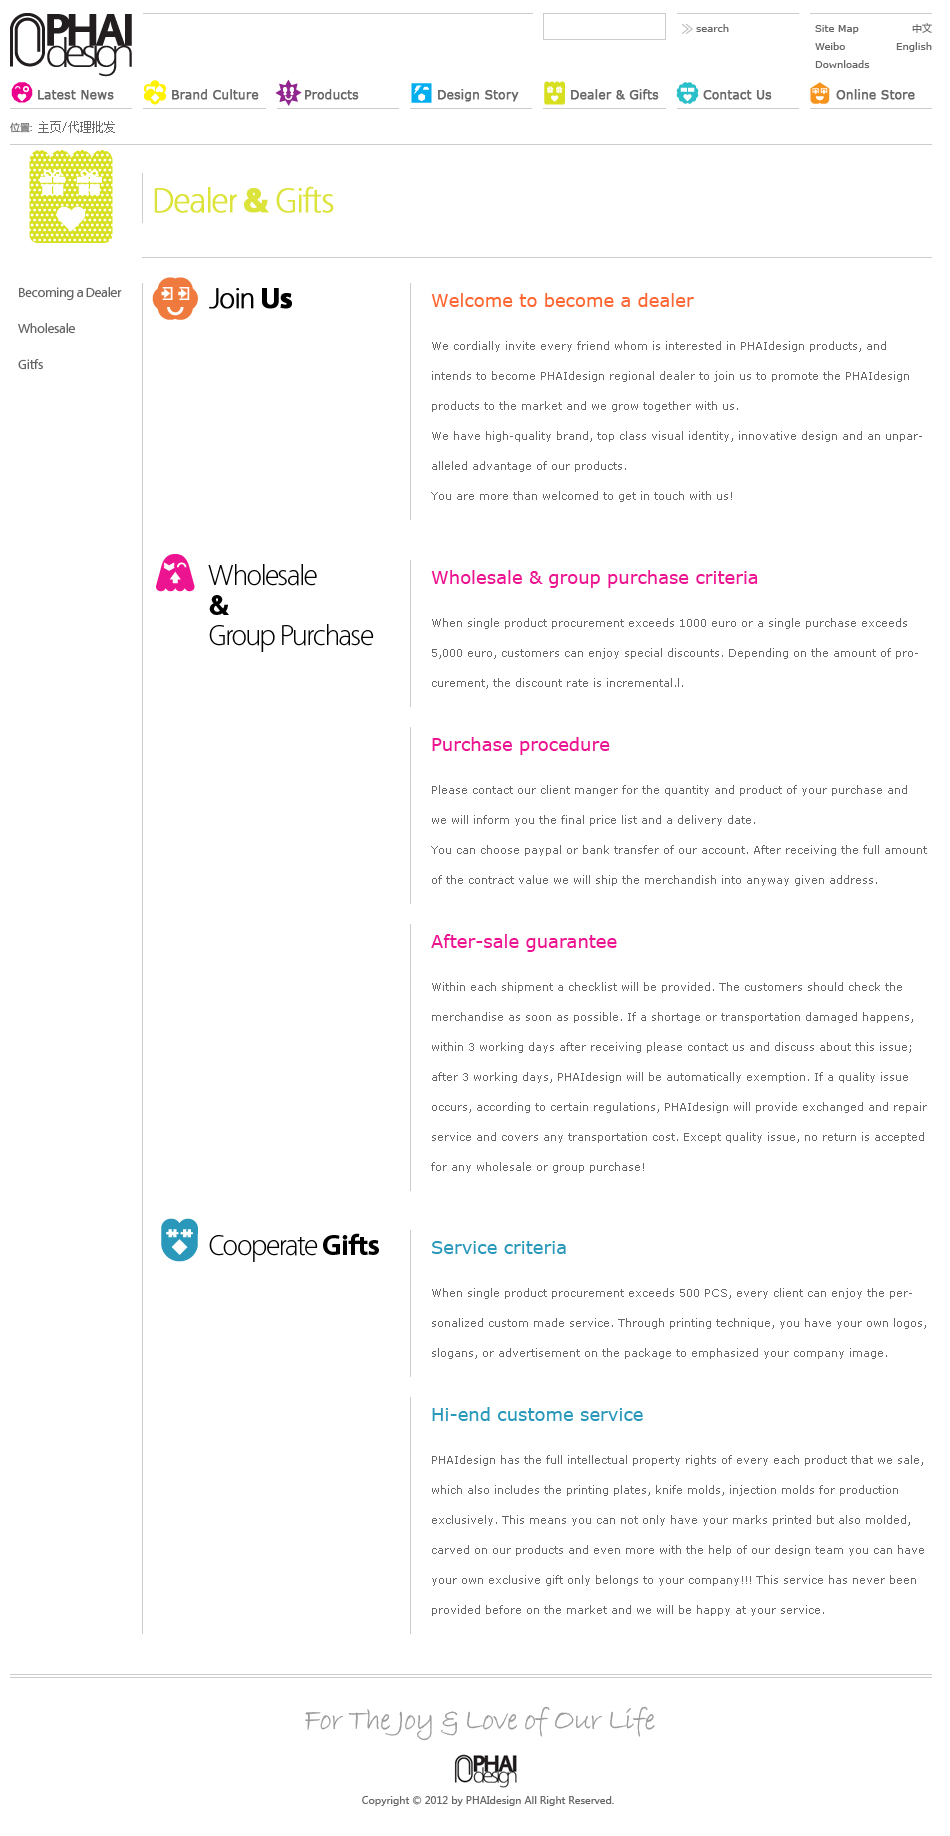 PHAI
design
search
Site Map 中文
Weibo English
Downloads
Latest News Brand Culture Products Design Story Dealer & Gifts Contact Us Online Store
位置: 主页/代理批发
Dealer & Gifts
Becoming a Dealer
Wholesale
Gitfs
Join Us
Welcome to become a dealer
We cordially invite every friend whom is interested in PHAIdesign products, and
intends to become PHAIdesign regional dealer to join us to promote the PHAIdesign
products to the market and we grow together with us.
We have high-quality brand, top class visual identity, innovative design and an unpar-
alleled advantage of our products.
You are more than welcomed to get in touch with us!
Wholesale
&
Group Purchase
Wholesale & group purchase criteria
When single product procurement exceeds 1000 euro or a single purchase exceeds
5,000 euro, customers can enjoy special discounts. Depending on the amount of pro-
curement, the discount rate is incremental.l.
Purchase procedure
Please contact our client manger for the quantity and product of your purchase and
we will inform you the final price list and a delivery date.
You can choose paypal or bank transfer of our account. After receiving the full amount
of the contract value we will ship the merchandish into anyway given address.
After-sale guarantee
Within each shipment a checklist will be provided. The customers should check the
merchandise as soon as possible. If a shortage or transportation damaged happens,
within 3 working days after receiving please contact us and discuss about this issue;
after 3 working days, PHAIdesign will be automatically exemption. If a quality issue
occurs, according to certain regulations, PHAIdesign will provide exchanged and repair
service and covers any transportation cost. Except quality issue, no return is accepted
for any wholesale or group purchase!
Cooperate Gifts
Service criteria
When single product procurement exceeds 500 PCS, every client can enjoy the per-
sonalized custom made service. Through printing technique, you have your own logos,
slogans, or advertisement on the package to emphasized your company image.
Hi-end custome service
PHAIdesign has the full intellectual property rights of every each product that we sale,
which also includes the printing plates, knife molds, injection molds for production
exclusively. This means you can not only have your marks printed but also molded,
carved on our products and even more with the help of our design team you can have
your own exclusive gift only belongs to your company!!! This service has never been
provided before on the market and we will be happy at your service.
For The Joy & Love of Our Life
PHAI
design
Copyright © 2012 by PHAIdesign All Right Reserved.